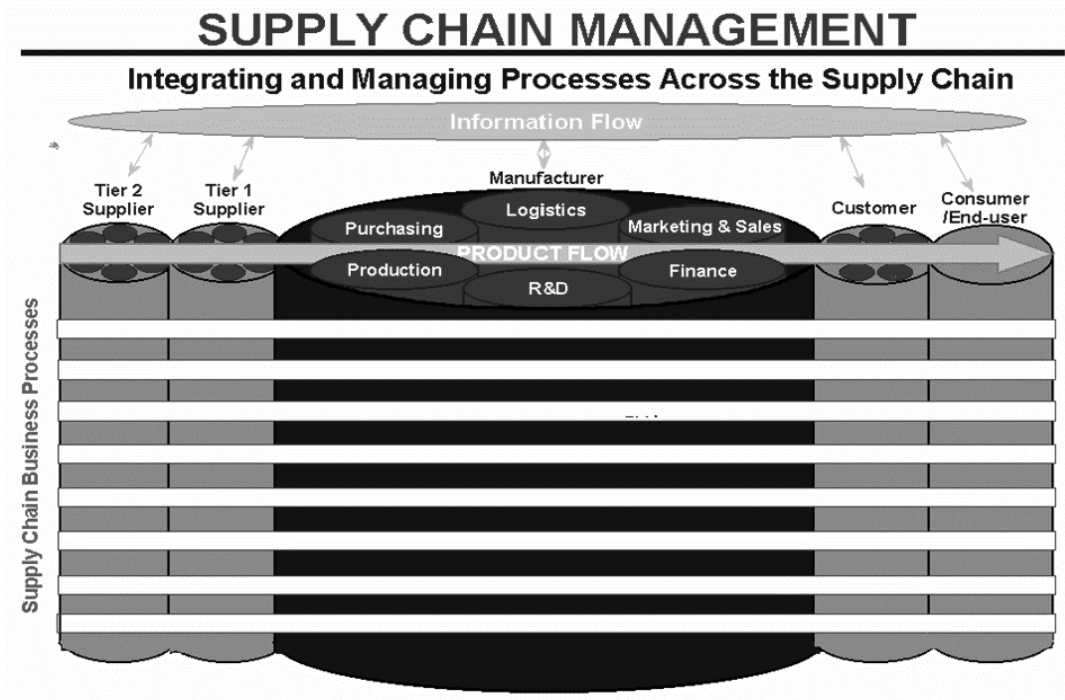 SUPPLY CHAIN MANAGEMENT
Integrating and Managing Processes Across the Supply Chain
Information Flow
Tier 2
Supplier
Tier 1
Supplier
Manufacturer
Logistics
Purchasing
Marketing & Sales
Customer
Consumer
/End-user
PRODUCT FLOW
Production
Finance
R&D
Supply Chain Business Processes